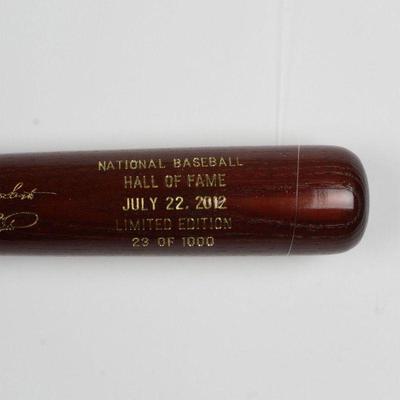 NATIONAL BASEBALL
HALL OF FAME
JULY 22, 2012
LIMITED EDITION
23 OF 1000